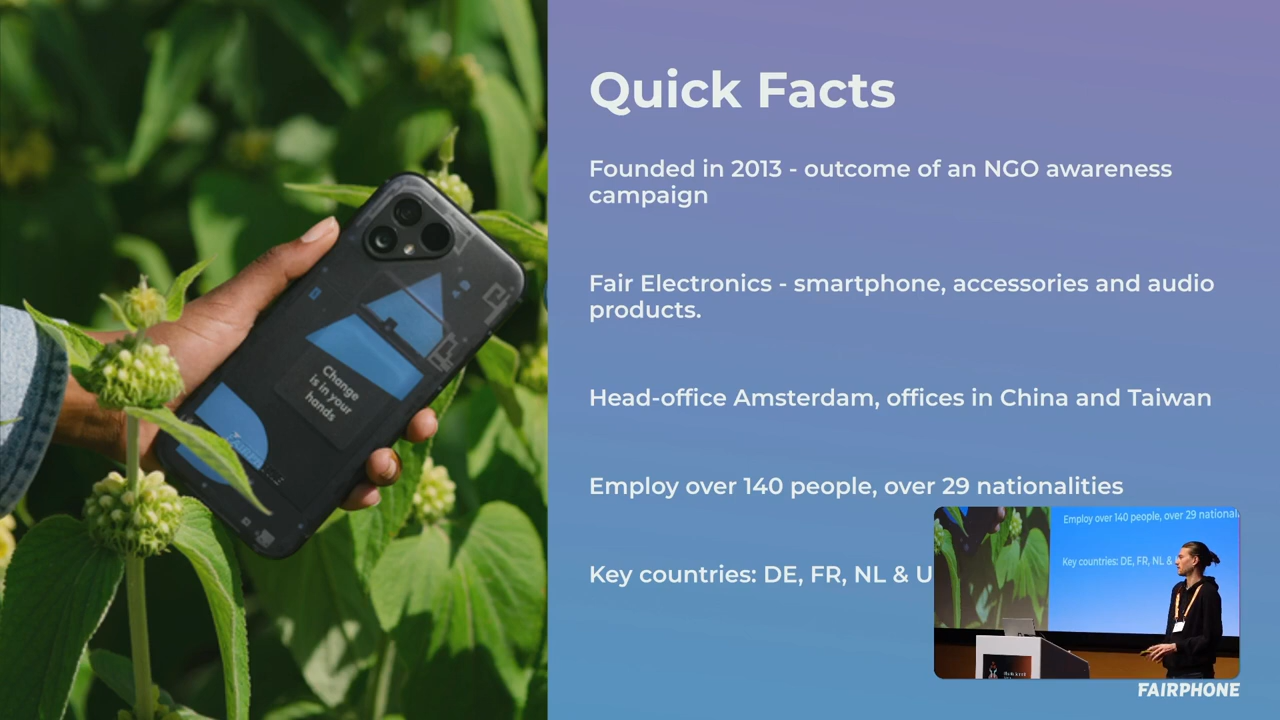 Quick Facts
Founded in 2013 - outcome of an NGO awareness
campaign
Fair Electronics - smartphone, accessories and audio
products.
Head-office Amsterdam, offices in China and Taiwan
Employ over 140 people, over 29 nationalities
Key countries: DE, FR, NL & U
Change
is in your
hands
Employ over 140 people, over 29 national
Key countries: DE, FR, NL &
FAIRPHONE